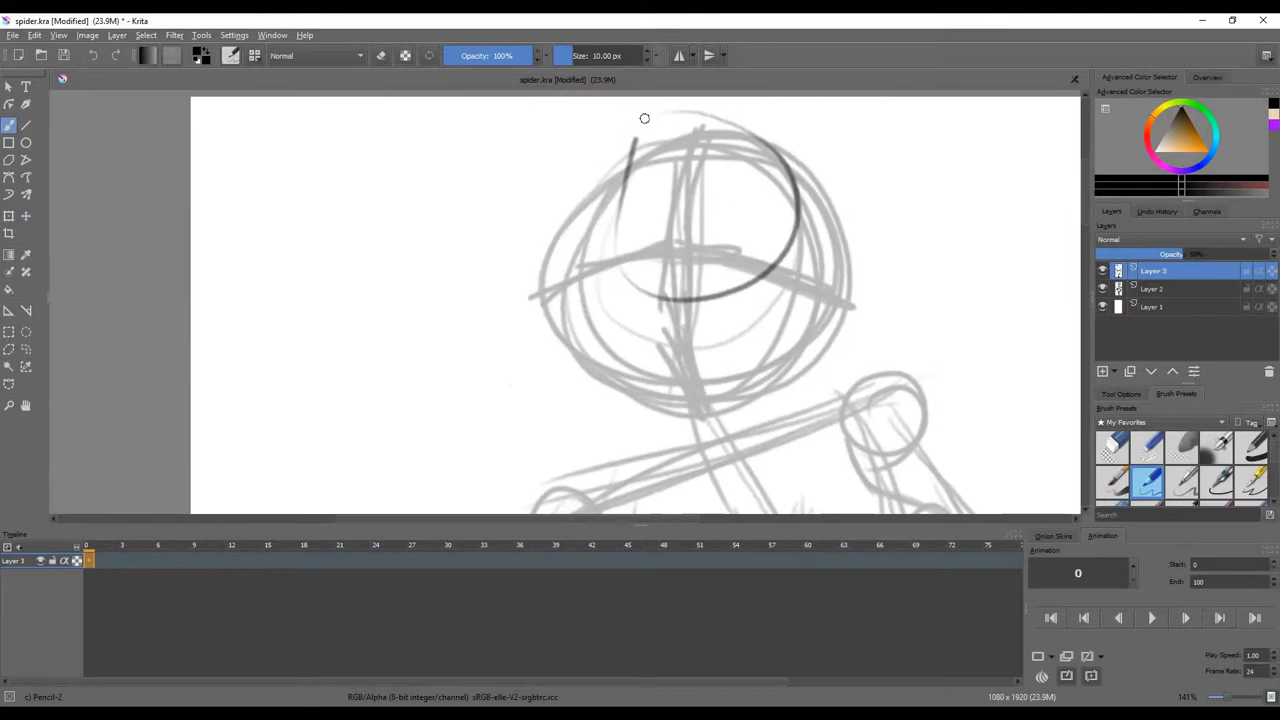 spider.kra [Modified] (23.9M) * - Krita
File Edit View Image Layer Select Filter Tools Settings Window Help
Normal Opacity: 100% Size: 10.00 px
spider.kra [Modified] (23.9M)
Advanced Color Selector Overview
Advanced Color Selector
Layers Undo History Channels
Layers
Normal
Opacity 50%
Layer 3
Layer 2
Layer 1
Tool Options Brush Presets
★ My Favorites Tag
Search
Timeline
0 3 6 9 12 15 18 21 24 27 30 33 36 39 42 45 48 51 54 57 60 63 66 69 72 75
Layer 3
Onion Skins Animation
Animation
0
Start: 0
End: 100
Play Speed: 1.00
Frame Rate: 24
c) Pencil-2
RGB/Alpha (8-bit integer/channel) sRGB-elle-V2-srgbtrc.icc
1080 x 1920 (23.9M)
141%